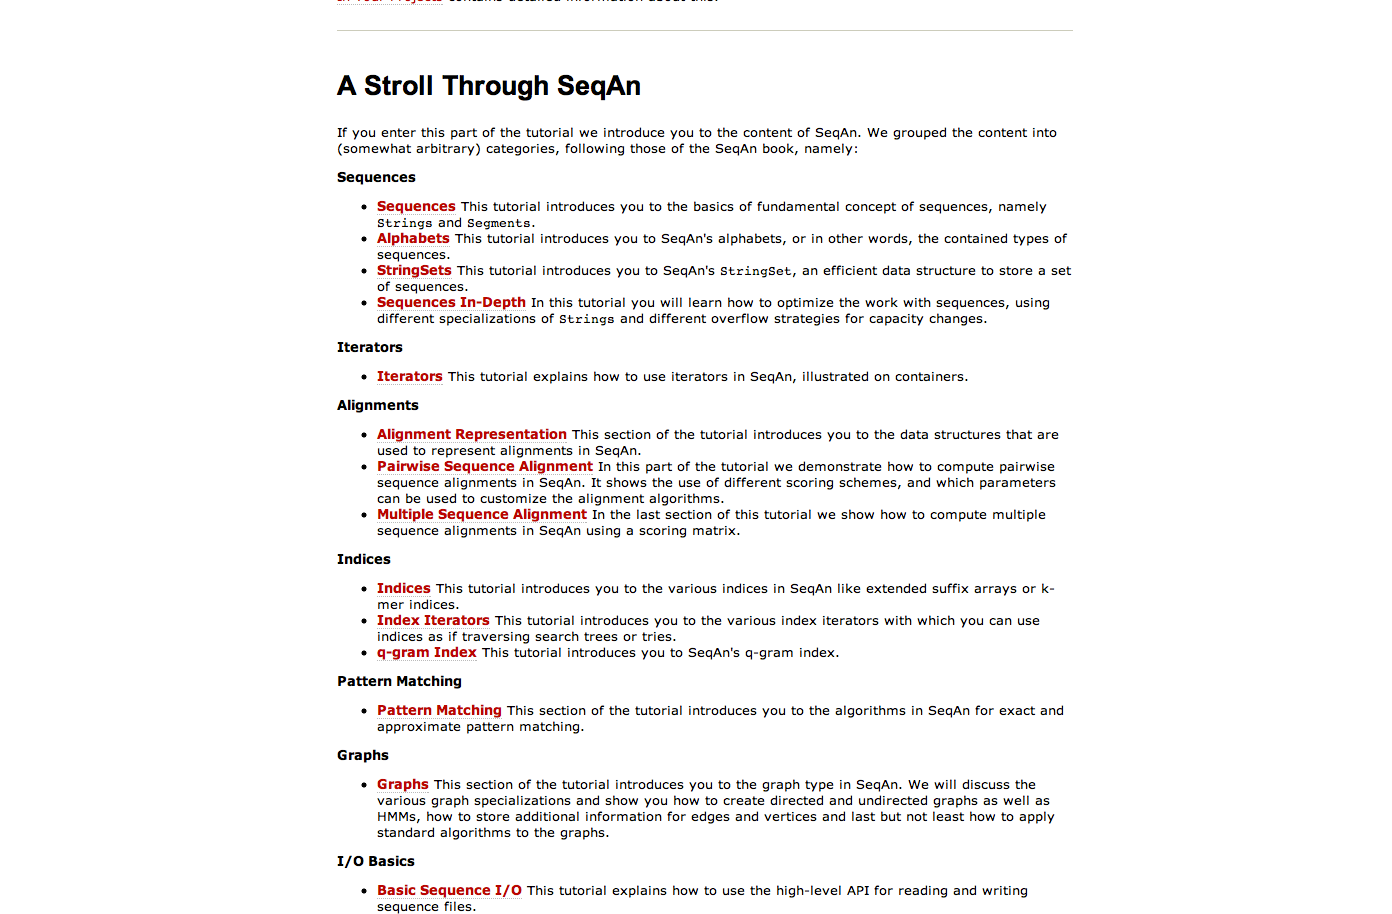 in Your Projects contains detailed information about this.
A Stroll Through SeqAn
If you enter this part of the tutorial we introduce you to the content of SeqAn. We grouped the content into
(somewhat arbitrary) categories, following those of the SeqAn book, namely:
Sequences
• Sequences This tutorial introduces you to the basics of fundamental concept of sequences, namely
Strings and Segments.
• Alphabets This tutorial introduces you to SeqAn's alphabets, or in other words, the contained types of
sequences.
• StringSets This tutorial introduces you to SeqAn's StringSet, an efficient data structure to store a set
of sequences.
• Sequences In-Depth In this tutorial you will learn how to optimize the work with sequences, using
different specializations of Strings and different overflow strategies for capacity changes.
Iterators
• Iterators This tutorial explains how to use iterators in SeqAn, illustrated on containers.
Alignments
• Alignment Representation This section of the tutorial introduces you to the data structures that are
used to represent alignments in SeqAn.
• Pairwise Sequence Alignment In this part of the tutorial we demonstrate how to compute pairwise
sequence alignments in SeqAn. It shows the use of different scoring schemes, and which parameters
can be used to customize the alignment algorithms.
• Multiple Sequence Alignment In the last section of this tutorial we show how to compute multiple
sequence alignments in SeqAn using a scoring matrix.
Indices
• Indices This tutorial introduces you to the various indices in SeqAn like extended suffix arrays or k-
mer indices.
• Index Iterators This tutorial introduces you to the various index iterators with which you can use
indices as if traversing search trees or tries.
• q-gram Index This tutorial introduces you to SeqAn's q-gram index.
Pattern Matching
• Pattern Matching This section of the tutorial introduces you to the algorithms in SeqAn for exact and
approximate pattern matching.
Graphs
• Graphs This section of the tutorial introduces you to the graph type in SeqAn. We will discuss the
various graph specializations and show you how to create directed and undirected graphs as well as
HMMs, how to store additional information for edges and vertices and last but not least how to apply
standard algorithms to the graphs.
I/O Basics
• Basic Sequence I/O This tutorial explains how to use the high-level API for reading and writing
sequence files.